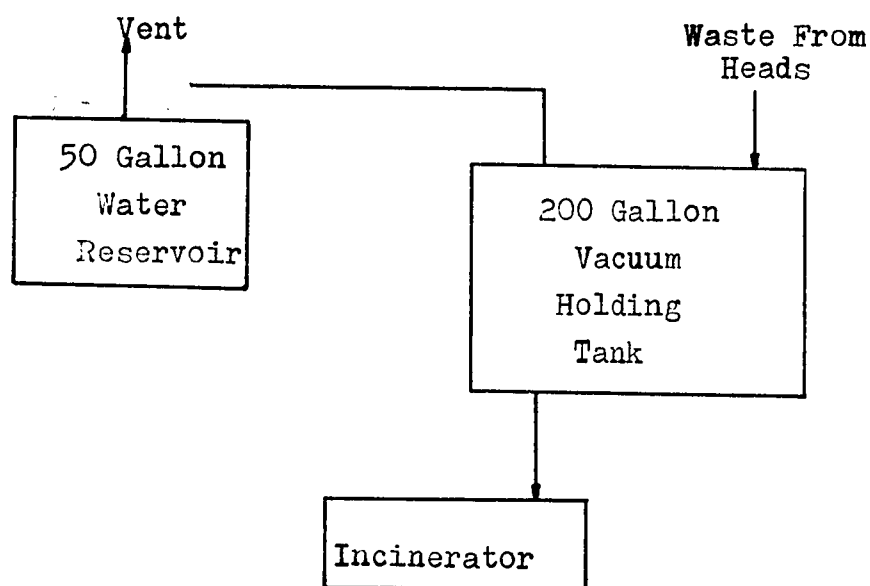 Vent
Waste From
Heads
50 Gallon
Water
Reservoir
200 Gallon
Vacuum
Holding
Tank
Incinerator